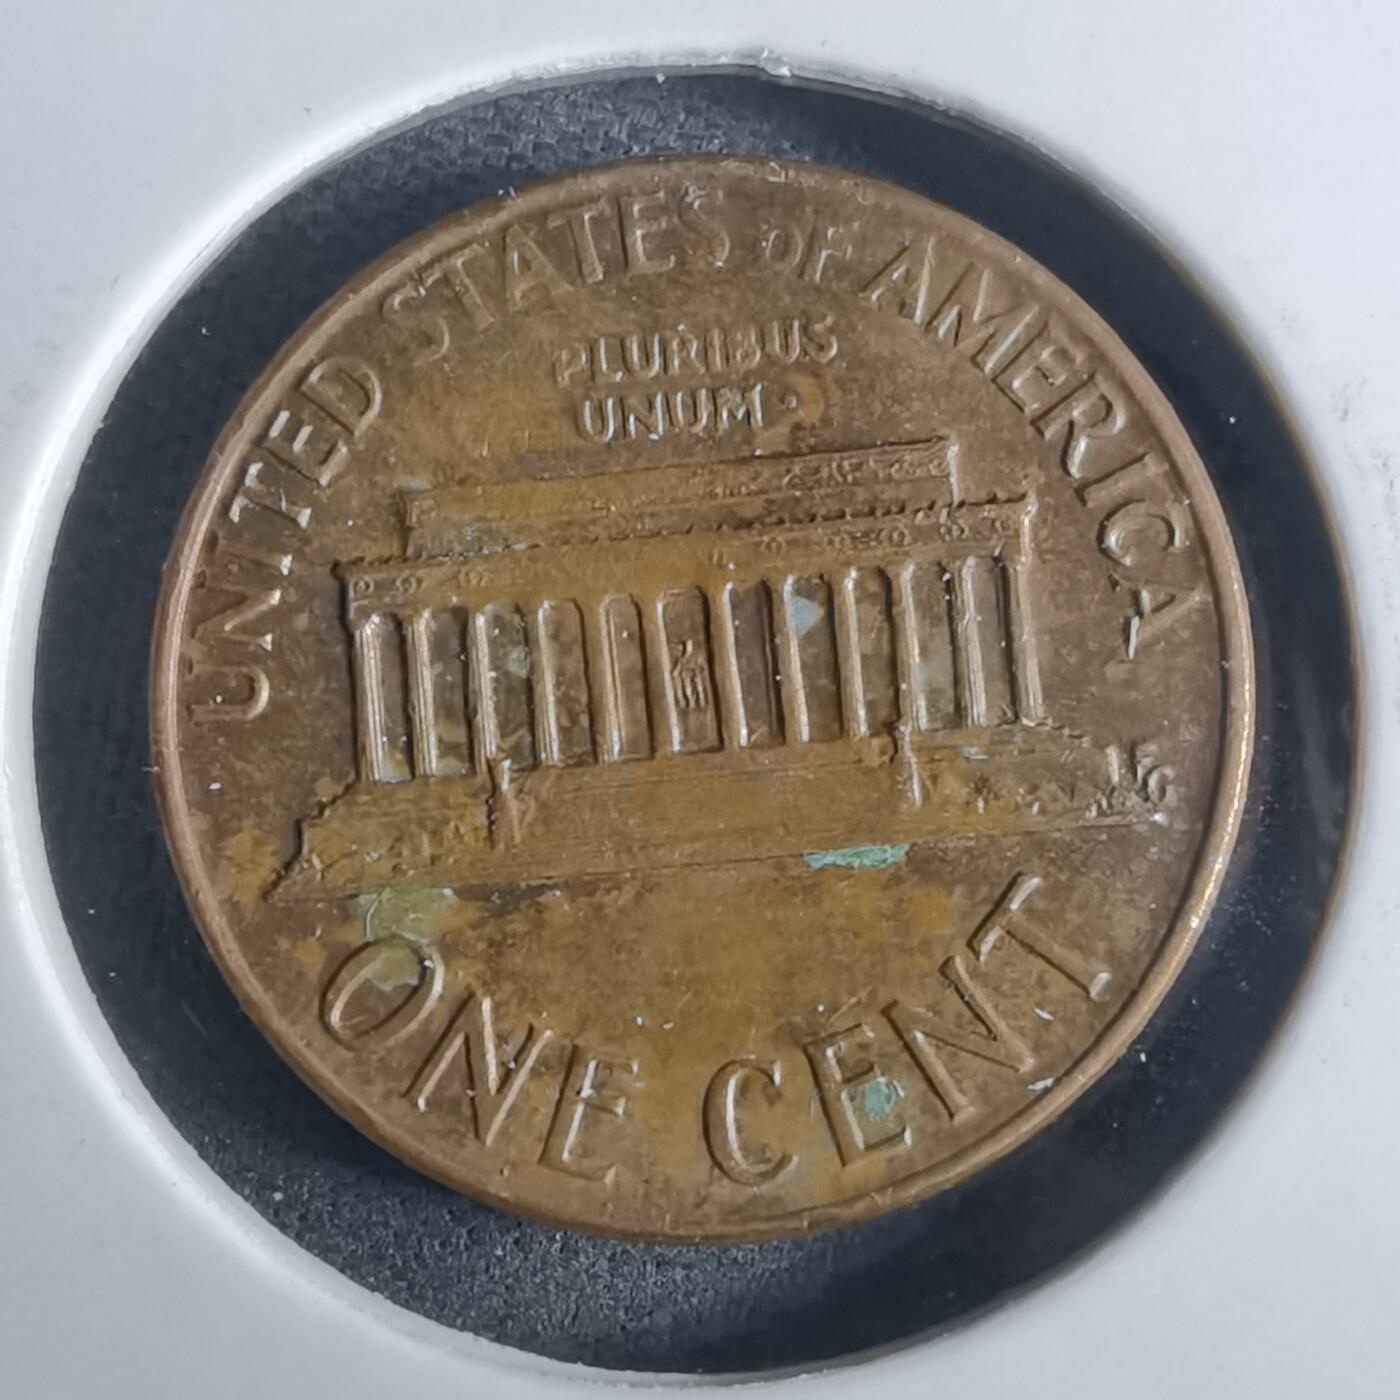 UNITED STATES OF AMERICA
PLURIBUS
UNUM
ONE CENT